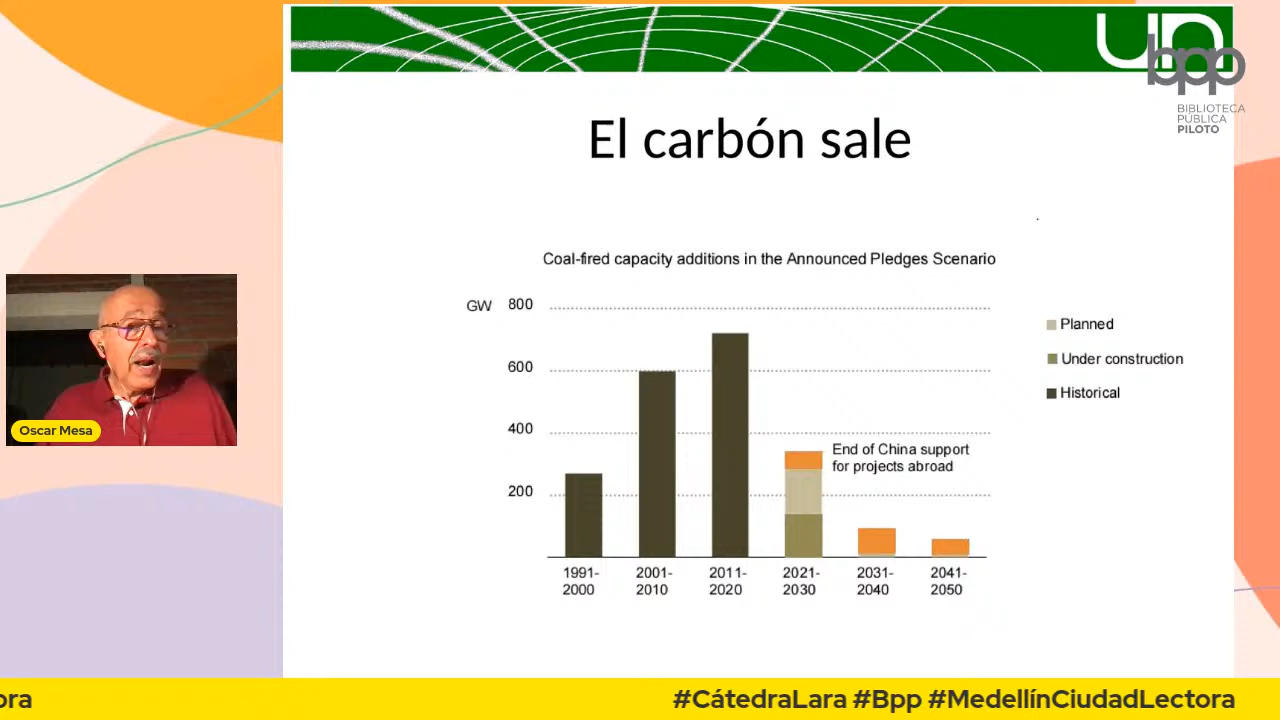 un
bpp
BIBLIOTECA
PÚBLICA
PILOTO
El carbón sale
Coal-fired capacity additions in the Announced Pledges Scenario
GW
800
600
400
200
End of China support
for projects abroad
Planned
Under construction
Historical
1991-
2000
2001-
2010
2011-
2020
2021-
2030
2031-
2040
2041-
2050
Oscar Mesa
ora
#CátedraLara #Bpp #MedellínCiudadLectora